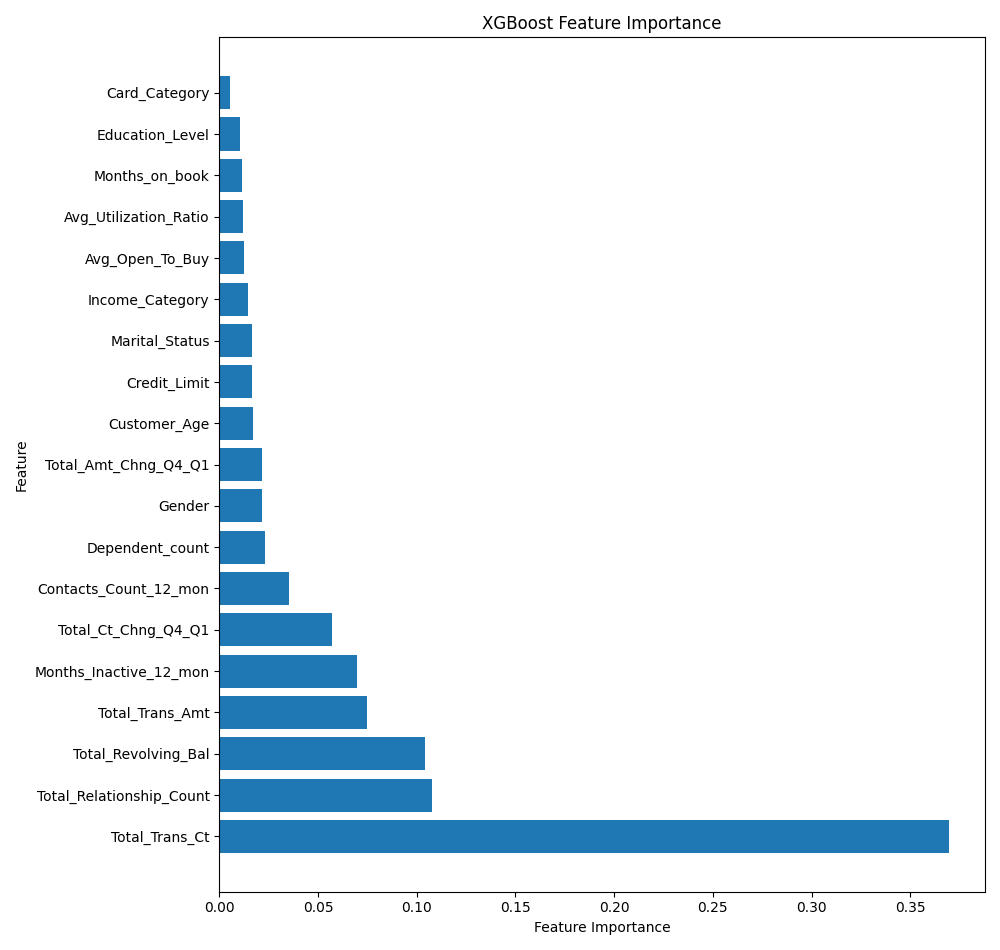 XGBoost Feature Importance
Card_Category
Education_Level
Months_on_book
Avg_Utilization_Ratio
Avg_Open_To_Buy
Income_Category
Marital_Status
Credit_Limit
Customer_Age
Total_Amt_Chng_Q4_Q1
Gender
Dependent_count
Contacts_Count_12_mon
Total_Ct_Chng_Q4_Q1
Months_Inactive_12_mon
Total_Trans_Amt
Total_Revolving_Bal
Total_Relationship_Count
Total_Trans_Ct
Feature
0.00 0.05 0.10 0.15 0.20 0.25 0.30 0.35
Feature Importance